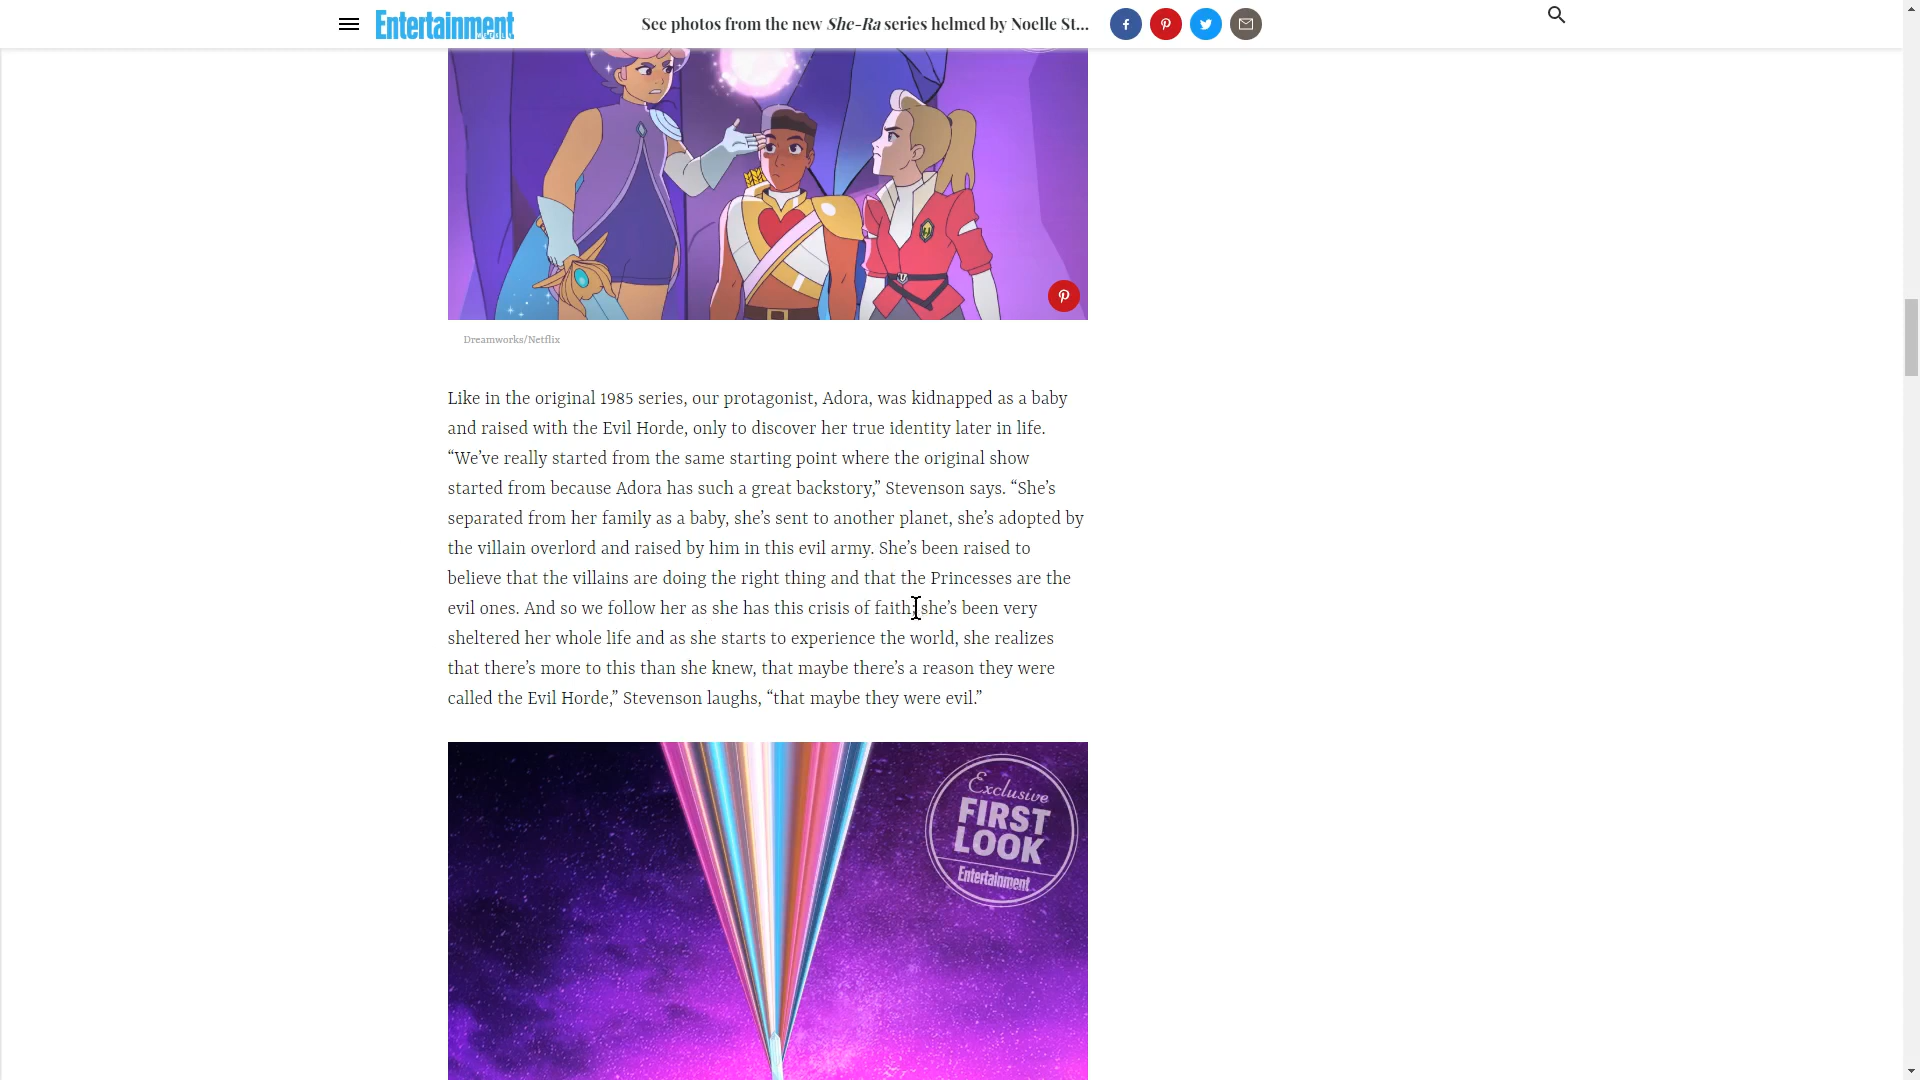 Entertainment
WEEKLY
See photos from the new She-Ra series helmed by Noelle St...
Dreamworks/Netflix
Like in the original 1985 series, our protagonist, Adora, was kidnapped as a baby
and raised with the Evil Horde, only to discover her true identity later in life.
“We’ve really started from the same starting point where the original show
started from because Adora has such a great backstory,” Stevenson says. “She’s
separated from her family as a baby, she’s sent to another planet, she’s adopted by
the villain overlord and raised by him in this evil army. She’s been raised to
believe that the villains are doing the right thing and that the Princesses are the
evil ones. And so we follow her as she has this crisis of faith; she’s been very
sheltered her whole life and as she starts to experience the world, she realizes
that there’s more to this than she knew, that maybe there’s a reason they were
called the Evil Horde,” Stevenson laughs, “that maybe they were evil.”
Exclusive
FIRST
LOOK
Entertainment